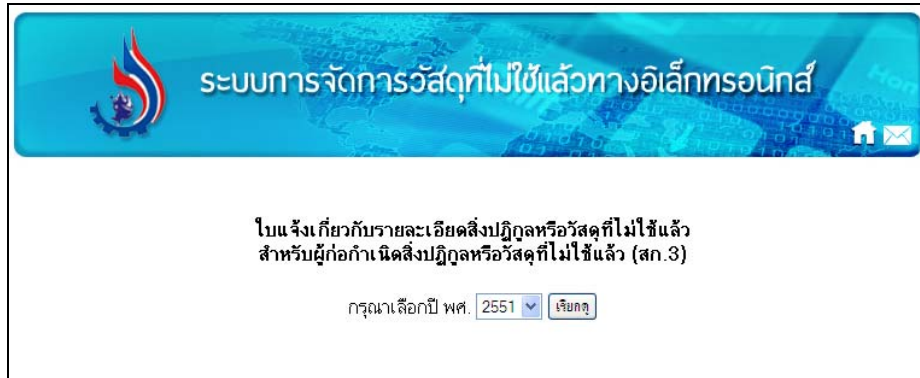 ระบบการจัดการวัสดุที่ไม่ใช้แล้วทางอิเล็กทรอนิกส์
ใบแจ้งเกี่ยวกับรายละเอียดสิ่งปฏิกูลหรือวัสดุที่ไม่ใช้แล้ว
สำหรับผู้ก่อกำเนิดสิ่งปฏิกูลหรือวัสดุที่ไม่ใช้แล้ว (สก.3)
กรุณาเลือกปี พศ. 2551 เรียกดู